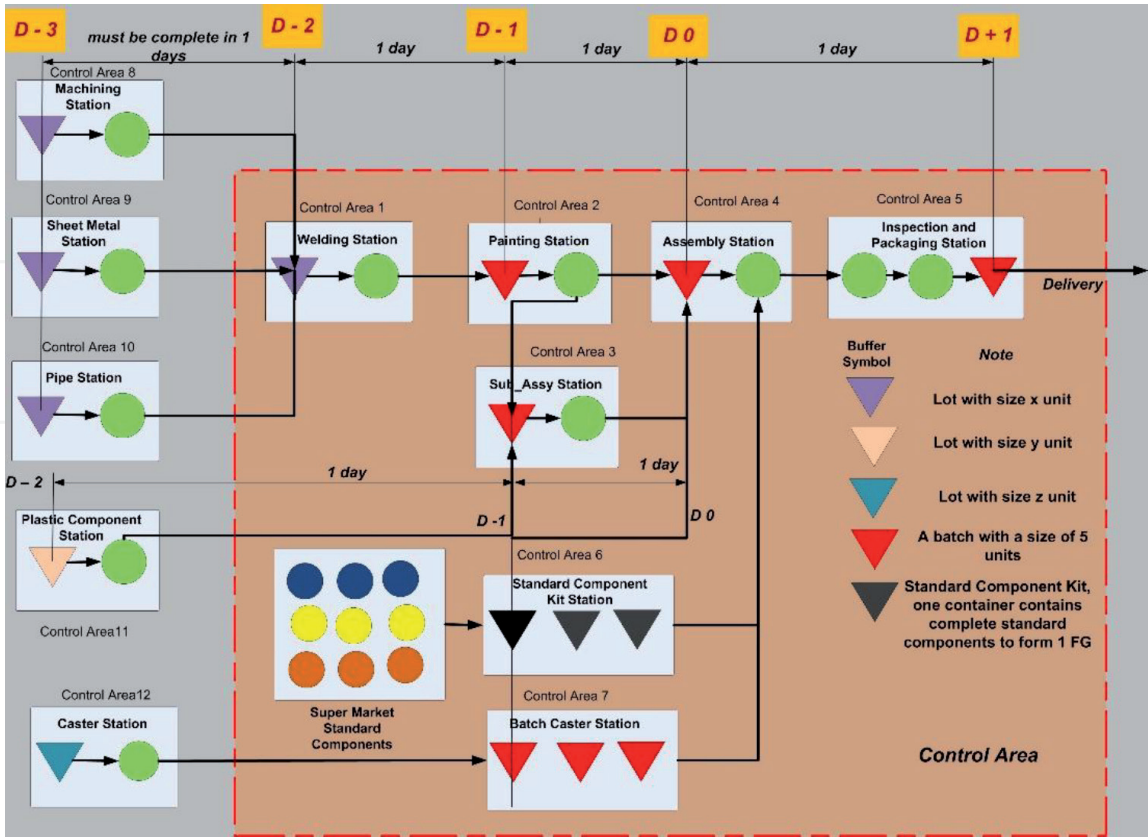 D - 3
must be complete in 1
days
D - 2
1 day
D - 1
1 day
D 0
1 day
D + 1
Control Area 8
Machining
Station
Control Area 9
Sheet Metal
Station
Control Area 1
Welding Station
Control Area 2
Painting Station
Control Area 4
Assembly Station
Control Area 5
Inspection and
Packaging Station
Delivery
Control Area 10
Pipe Station
Control Area 3
Sub_Assy Station
Buffer
Symbol
Note
Lot with size x unit
Lot with size y unit
Lot with size z unit
A batch with a size of 5
units
Standard Component Kit,
one container contains
complete standard
components to form 1 FG
D – 2
1 day
1 day
D -1
D 0
Plastic Component
Station
Control Area11
Control Area 6
Standard Component
Kit Station
Super Market
Standard
Components
Control Area12
Caster Station
Control Area 7
Batch Caster Station
Control Area